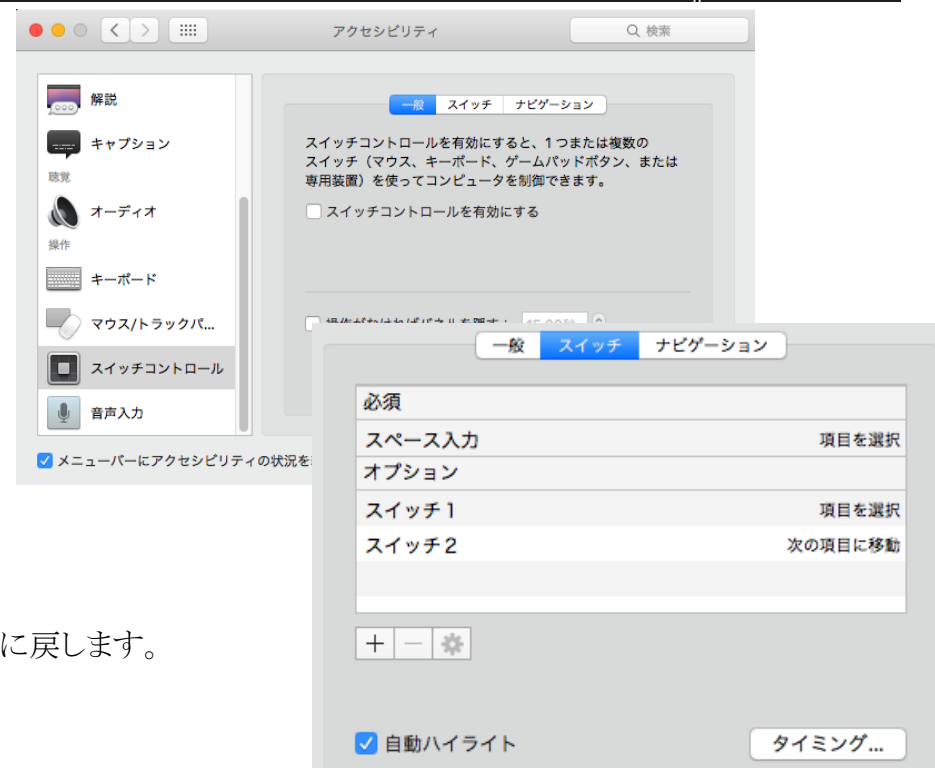 アクセシビリティ
検索
解説
キャプション
聴覚
オーディオ
操作
キーボード
マウス/トラックパ...
スイッチコントロール
音声入力
一般 スイッチ ナビゲーション
スイッチコントロールを有効にすると、1つまたは複数の
スイッチ（マウス、キーボード、ゲームパッドボタン、または
専用装置）を使ってコンピュータを制御できます。
スイッチコントロールを有効にする
メニューバーにアクセシビリティの状況を
一般 スイッチ ナビゲーション
必須
スペース入力 項目を選択
オプション
スイッチ1 項目を選択
スイッチ2 次の項目に移動
に戻します。
自動ハイライト
タイミング...